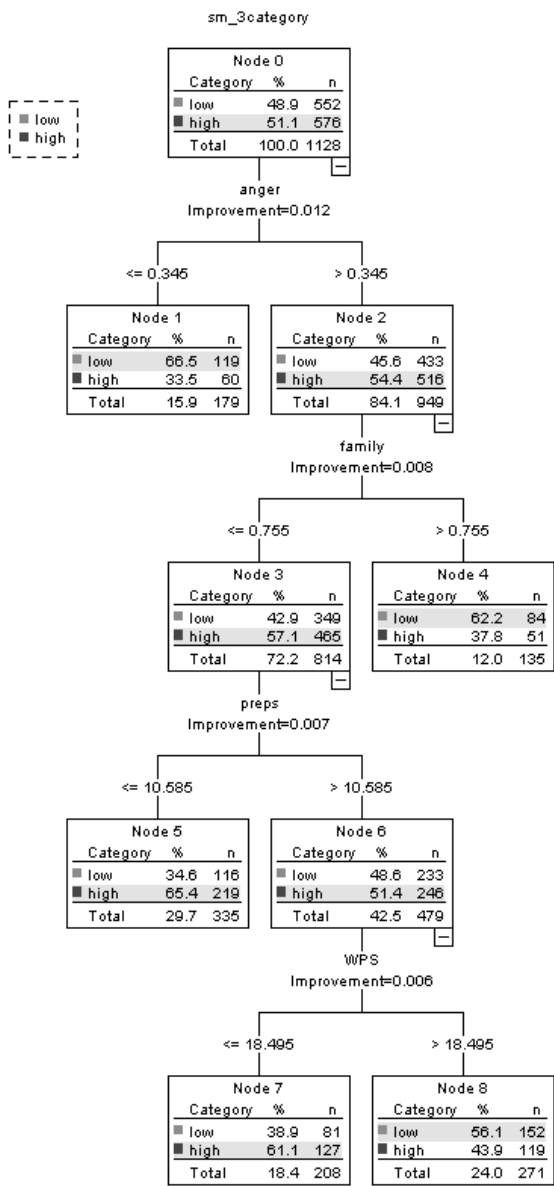 sm_3category
low
high
Node 0
Category % n
low 48.9 552
high 51.1 576
Total 100.0 1128
anger
Improvement=0.012
<= 0.345
> 0.345
Node 1
Category % n
low 66.5 119
high 33.5 60
Total 15.9 179
Node 2
Category % n
low 45.6 433
high 54.4 516
Total 84.1 949
family
Improvement=0.008
<= 0.755
> 0.755
Node 3
Category % n
low 42.9 349
high 57.1 465
Total 72.2 814
Node 4
Category % n
low 62.2 84
high 37.8 51
Total 12.0 135
preps
Improvement=0.007
<= 10.585
> 10.585
Node 5
Category % n
low 34.6 116
high 65.4 219
Total 29.7 335
Node 6
Category % n
low 48.6 233
high 51.4 246
Total 42.5 479
WPS
Improvement=0.006
<= 18.495
> 18.495
Node 7
Category % n
low 38.9 81
high 61.1 127
Total 18.4 208
Node 8
Category % n
low 56.1 152
high 43.9 119
Total 24.0 271